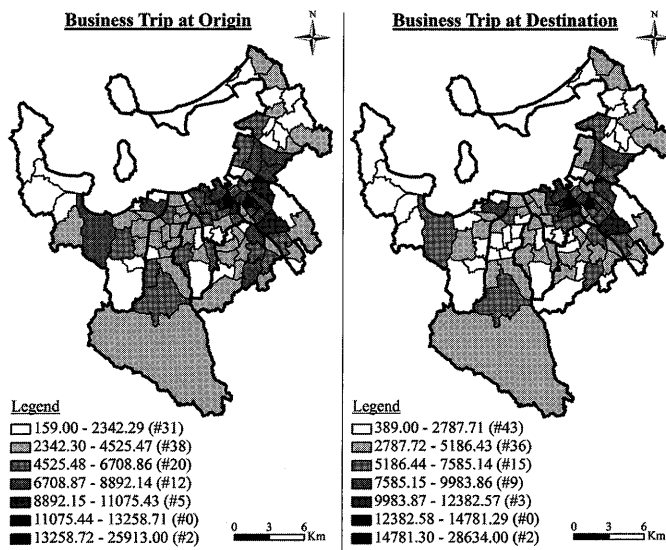 Business Trip at Origin
N
Legend
159.00 - 2342.29 (#31)
2342.30 - 4525.47 (#38)
4525.48 - 6708.86 (#20)
6708.87 - 8892.14 (#12)
8892.15 - 11075.43 (#5)
11075.44 - 13258.71 (#0)
13258.72 - 25913.00 (#2)
0 3 6
Km
Business Trip at Destination
N
Legend
389.00 - 2787.71 (#43)
2787.72 - 5186.43 (#36)
5186.44 - 7585.14 (#15)
7585.15 - 9983.86 (#9)
9983.87 - 12382.57 (#3)
12382.58 - 14781.29 (#0)
14781.30 - 28634.00 (#2)
0 3 6
Km